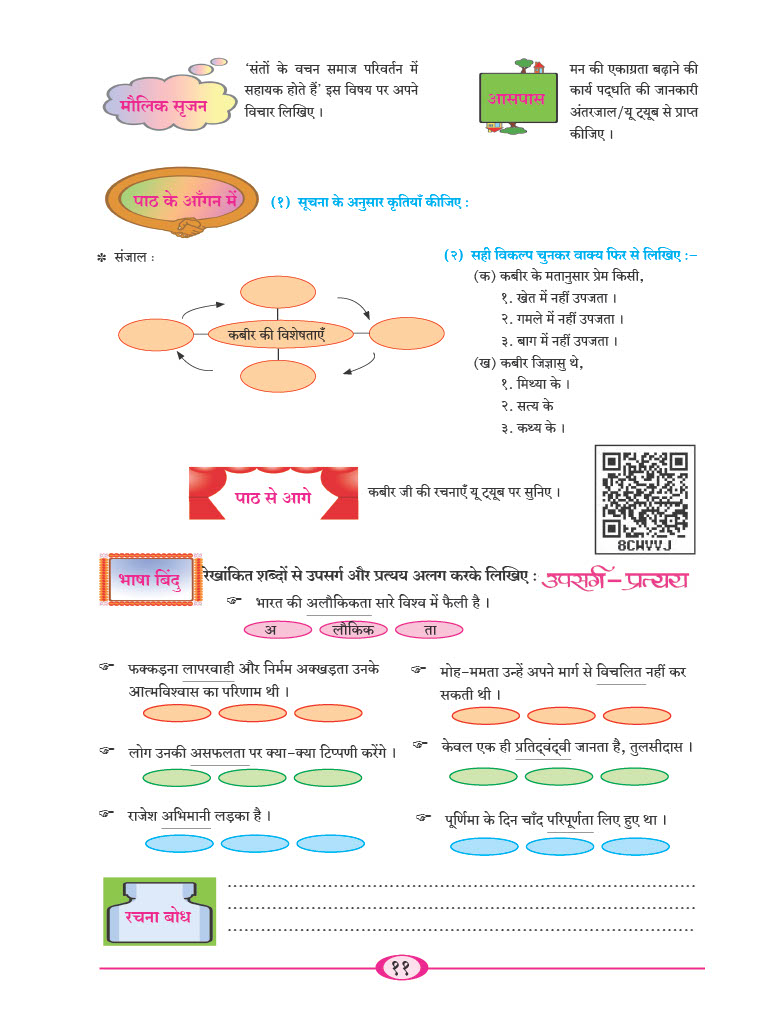 मौलिक सृजन
‘संतों के वचन समाज परिवर्तन में
सहायक होते हैं’ इस विषय पर अपने
विचार लिखिए ।
आसपास
मन की एकाग्रता बढ़ाने की
कार्य पद्धति की जानकारी
अंतरजाल/यू ट्यूब से प्राप्त
कीजिए ।
पाठ के आँगन में
(१) सूचना के अनुसार कृतियाँ कीजिए :
* संजाल :
कबीर की विशेषताएँ
(२) सही विकल्प चुनकर वाक्य फिर से लिखिए :-
(क) कबीर के मतानुसार प्रेम किसी,
१. खेत में नहीं उपजता ।
२. गमले में नहीं उपजता ।
३. बाग में नहीं उपजता ।
(ख) कबीर जिज्ञासु थे,
१. मिथ्या के ।
२. सत्य के
३. कथ्य के ।
पाठ से आगे
कबीर जी की रचनाएँ यू ट्यूब पर सुनिए ।
8CWVVJ
भाषा बिंदु
रेखांकित शब्दों से उपसर्ग और प्रत्यय अलग करके लिखिए :
उपसर्ग-प्रत्यय
भारत की अलौकिकता सारे विश्व में फैली है ।
अ लौकिक ता
फक्कड़ना लापरवाही और निर्मम अक्खड़ता उनके
आत्मविश्वास का परिणाम थी ।
मोह-ममता उन्हें अपने मार्ग से विचलित नहीं कर
सकती थी ।
लोग उनकी असफलता पर क्या-क्या टिप्पणी करेंगे ।
केवल एक ही प्रतिद्वंद्वी जानता है, तुलसीदास ।
राजेश अभिमानी लड़का है ।
पूर्णिमा के दिन चाँद परिपूर्णता लिए हुए था ।
रचना बोध
११